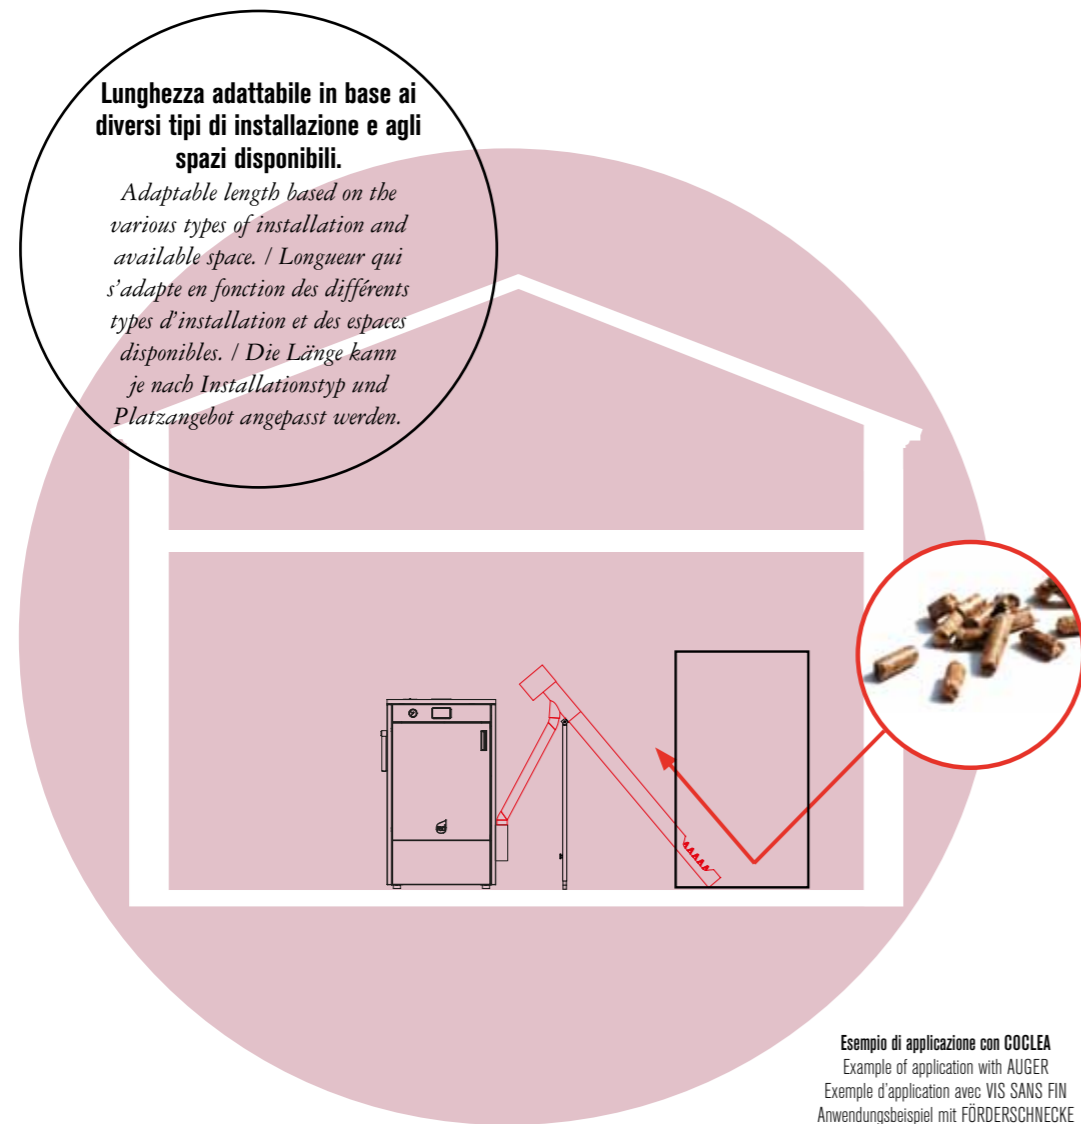 Lunghezza adattabile in base ai
diversi tipi di installazione e agli
spazi disponibili.
Adaptable length based on the
various types of installation and
available space. / Longueur qui
s'adapte en fonction des différents
types d'installation et des espaces
disponibles. / Die Länge kann
je nach Installationstyp und
Platzangebot angepasst werden.
Esempio di applicazione con COCLEA
Example of application with AUGER
Exemple d'application avec VIS SANS FIN
Anwendungsbeispiel mit FÖRDERSCHNECKE